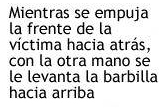 Mientras se empuja
la frente de la
víctima hacia atrás,
con la otra mano se
le levanta la barbilla
hacia arriba